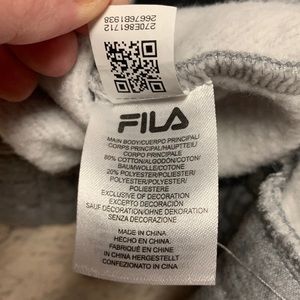 270E861712
26676B1938
FILA
MAIN BODY/CUERPO PRINCIPAL/
CORPS PRINCIPAL/HAUPTTEIL/
CORPO PRINCIPALE
80% COTTON/ALGODÓN/COTON/
BAUMWOLLE/COTONE
20% POLYESTER/POLIÉSTER/
POLYESTER/POLYESTER/
POLIESTERE
EXCLUSIVE OF DECORATION
EXCEPTO DECORACIÓN
SAUF DÉCORATION/OHNE DEKORATION
SENZA DECORAZIONE
MADE IN CHINA
HECHO EN CHINA
FABRIQUÉ EN CHINE
IN CHINA HERGESTELLT
CONFEZIONATO IN CINA